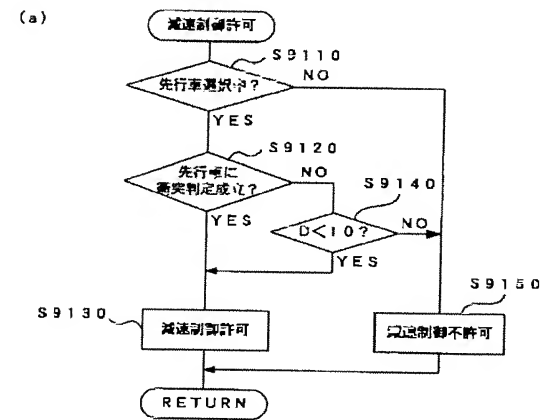 (a)
減速制御許可
S9110
先行車選択中?
NO
YES
S9120
先行車に
衝突判定成立?
NO
S9140
YES
D<10?
NO
YES
S9130
減速制御許可
S9150
減速制御不許可
RETURN